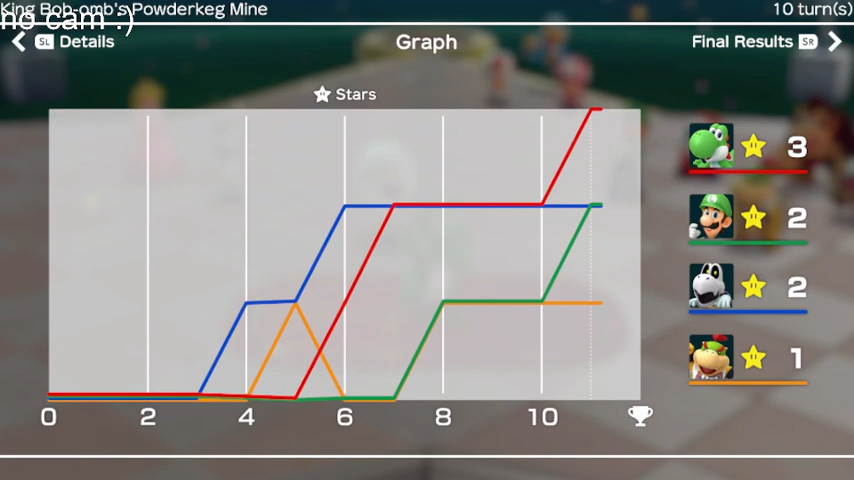 King Bob-omb's Powderkeg Mine 10 turn(s)
no cam :)
SL Details Graph Final Results SR
Stars
3
2
2
1
0 2 4 6 8 10